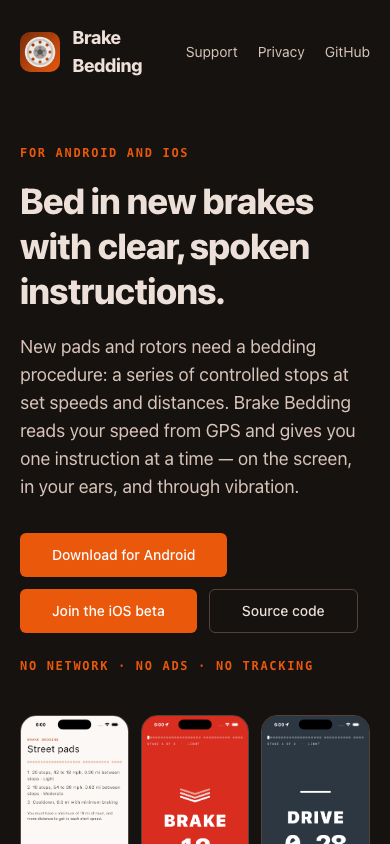 Brake
Bedding
Support Privacy GitHub
FOR ANDROID AND IOS
Bed in new brakes
with clear, spoken
instructions.
New pads and rotors need a bedding
procedure: a series of controlled stops at
set speeds and distances. Brake Bedding
reads your speed from GPS and gives you
one instruction at a time — on the screen,
in your ears, and through vibration.
Download for Android
Join the iOS beta
Source code
NO NETWORK · NO ADS · NO TRACKING
BRAKE BEDDING
Street pads
BRAKE
DRIVE